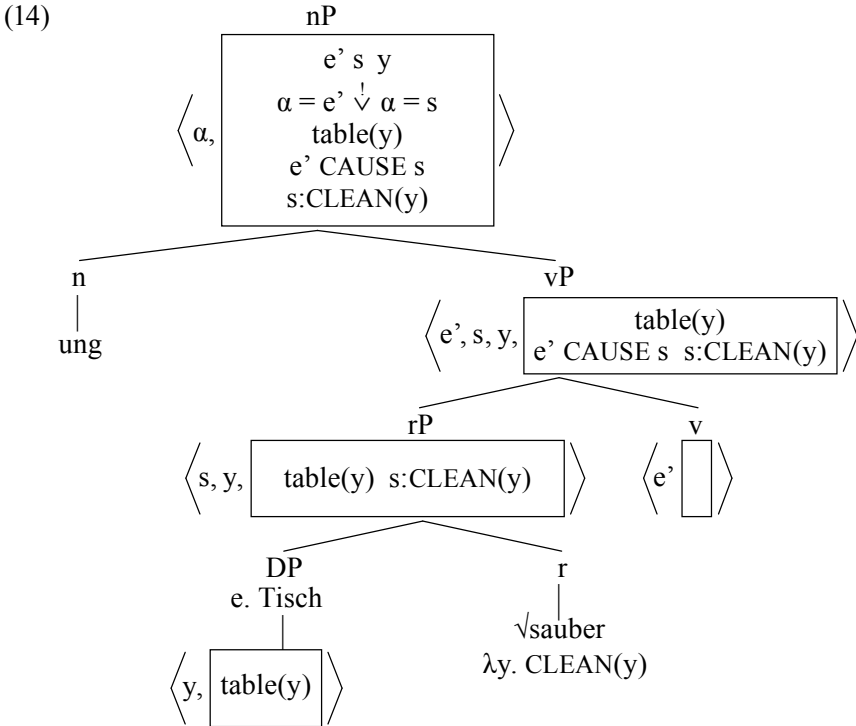 (14)
nP
e’ s y
α = e’ ∨! α = s
⟨ α, table(y) ⟩
e’ CAUSE s
s:CLEAN(y)
n vP
ung
⟨ e’, s, y, table(y) ⟩
e’ CAUSE s s:CLEAN(y)
rP v
⟨ s, y, table(y) s:CLEAN(y) ⟩ ⟨ e’ ⟩
DP r
e. Tisch
√sauber
λy. CLEAN(y)
⟨ y, table(y) ⟩